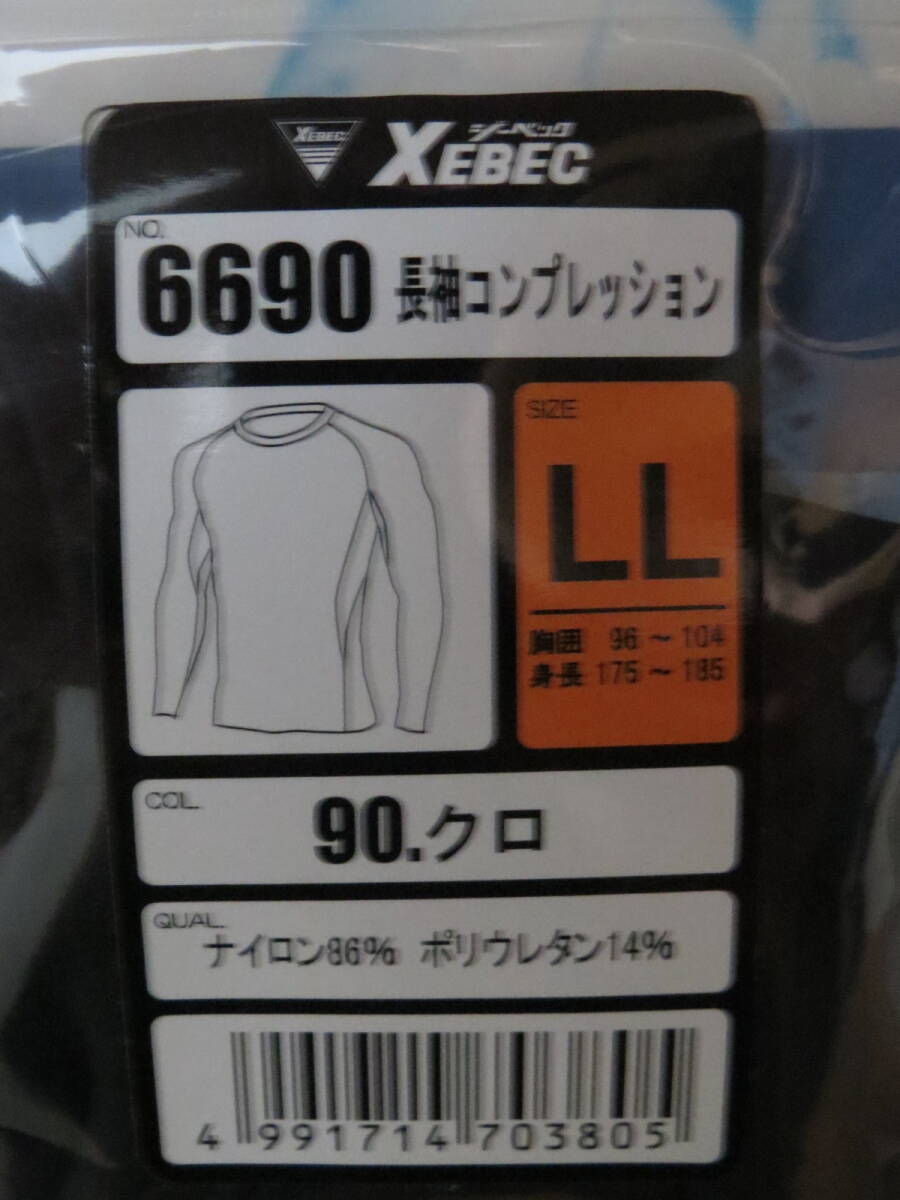 XEBEC
ジーベック
XEBEC
NO.
6690 長袖コンプレッション
SIZE
LL
胸囲 96～104
身長 175～185
COL.
90.クロ
QUAL.
ナイロン86% ポリウレタン14%
4 991714 703805